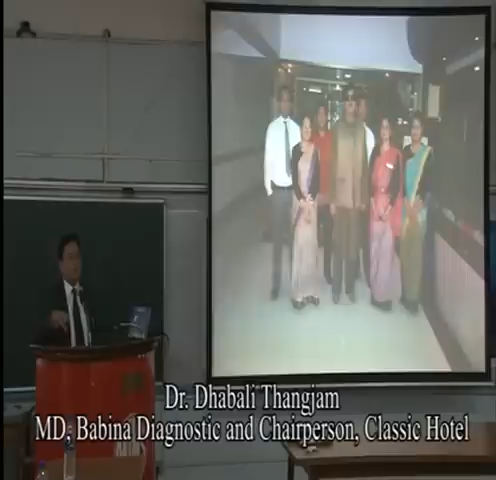 Dr. Dhabali Thangjam
MD, Babina Diagnostic and Chairperson, Classic Hotel